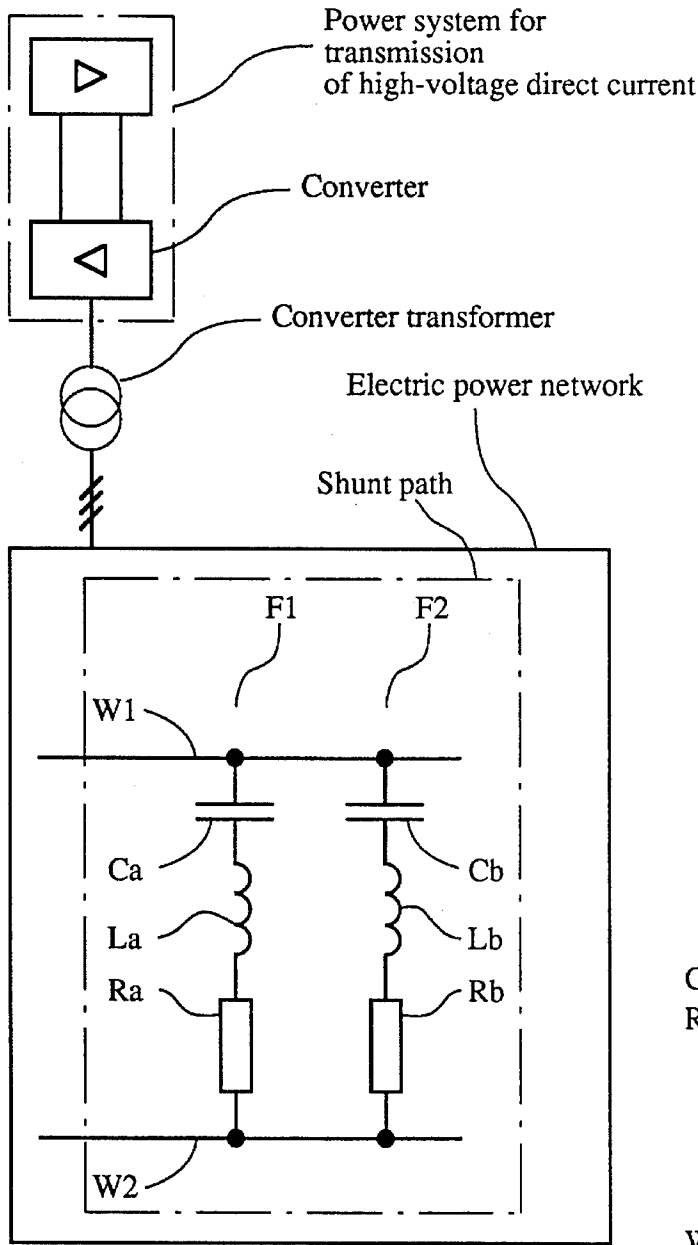 Power system for
transmission
of high-voltage direct current
Converter
Converter transformer
Electric power network
Shunt path
F1 F2
W1
Ca Cb
La Lb
Ra Rb
C
R
W2
W